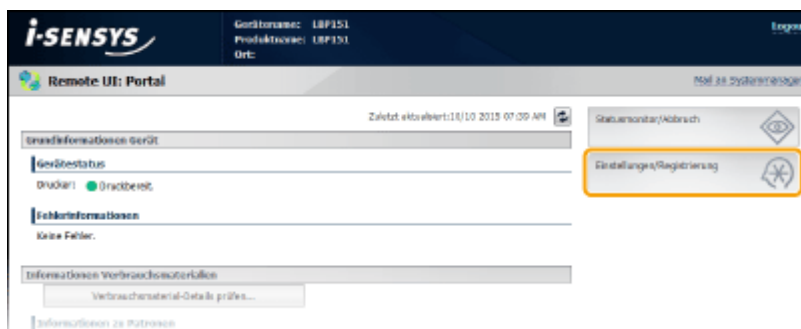 i-SENSYS
Gerätename: LBP151
Produktname: LBP151
Ort:
Logout
Remote UI: Portal
Mail an Systemmanager
Zuletzt aktualisiert:10/10 2015 07:39 AM
Grundinformationen Gerät
Gerätestatus
Drucker: Druckbereit.
Fehlerinformationen
Keine Fehler.
Informationen Verbrauchsmaterialien
Verbrauchsmaterial-Details prüfen...
Informationen zu Patronen
Statusmonitor/Abbruch
Einstellungen/Registrierung